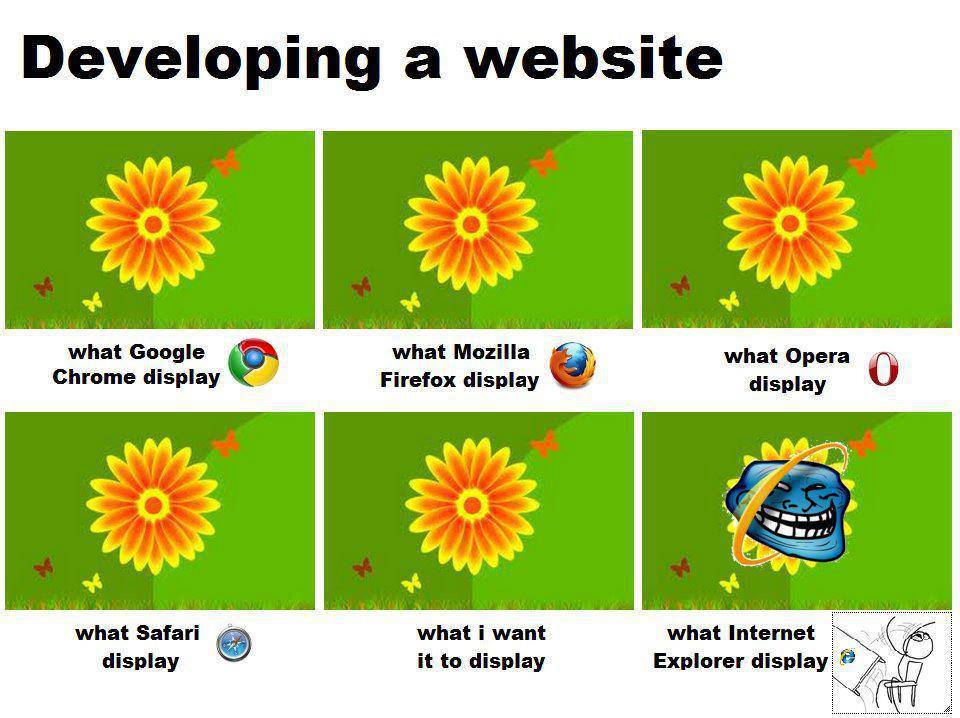 Developing a website
what Google
Chrome display
what Mozilla
Firefox display
what Opera
display
what Safari
display
what i want
it to display
what Internet
Explorer display